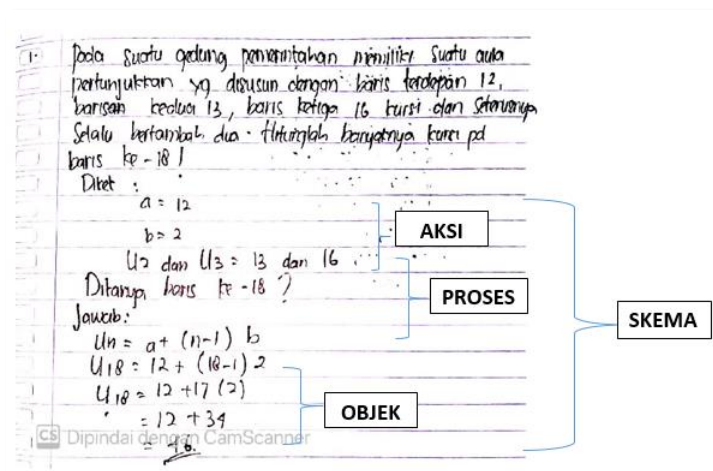 1. Pada suatu gedung pemerintahan memiliki suatu aula
pertunjukkan yg disusun dengan baris terdepan 12,
barisan kedua 13, baris ketiga 16 kursi dan seterusnya
Selalu bertambah dua. Hitunglah banyaknya kursi pd
baris ke-18!
Diket :
a = 12
b = 2
U2 dan U3 = 13 dan 16
Ditanya baris ke-18?
Jawab:
Un = a + (n-1) b
U18 = 12 + (18-1) 2
U18 = 12 + 17 (2)
= 12 + 34
= 46.
AKSI
PROSES
OBJEK
SKEMA
CS Dipindai dengan CamScanner